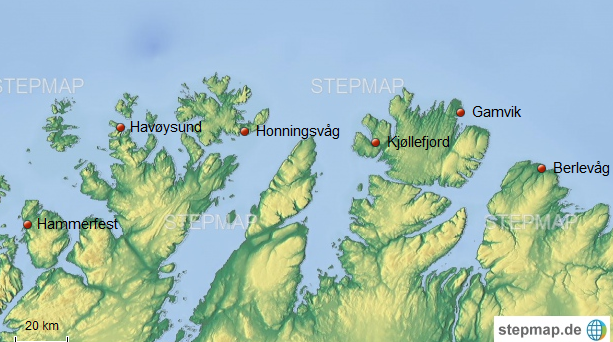 STEPMAP
STEPMAP
Gamvik
Havøysund
Honningsvåg
Kjøllefjord
Berlevåg
Hammerfest
STEPMAP
STEPMAP
20 km
stepmap.de